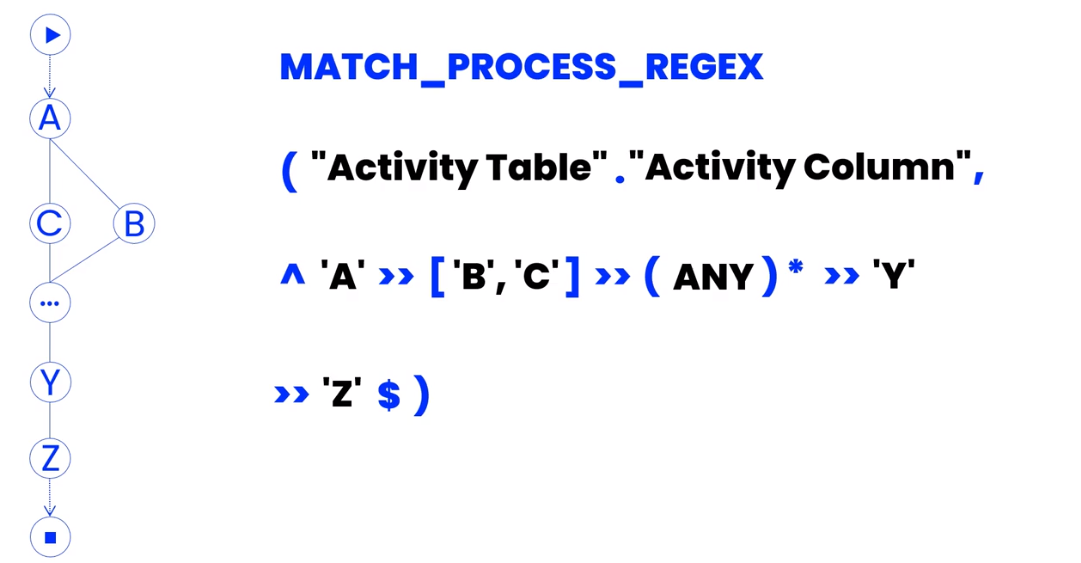 A
C
B
...
Y
Z
MATCH_PROCESS_REGEX
( "Activity Table" . "Activity Column",
^ 'A' >> [ 'B', 'C' ] >> ( ANY ) * >> 'Y'
>> 'Z' $ )